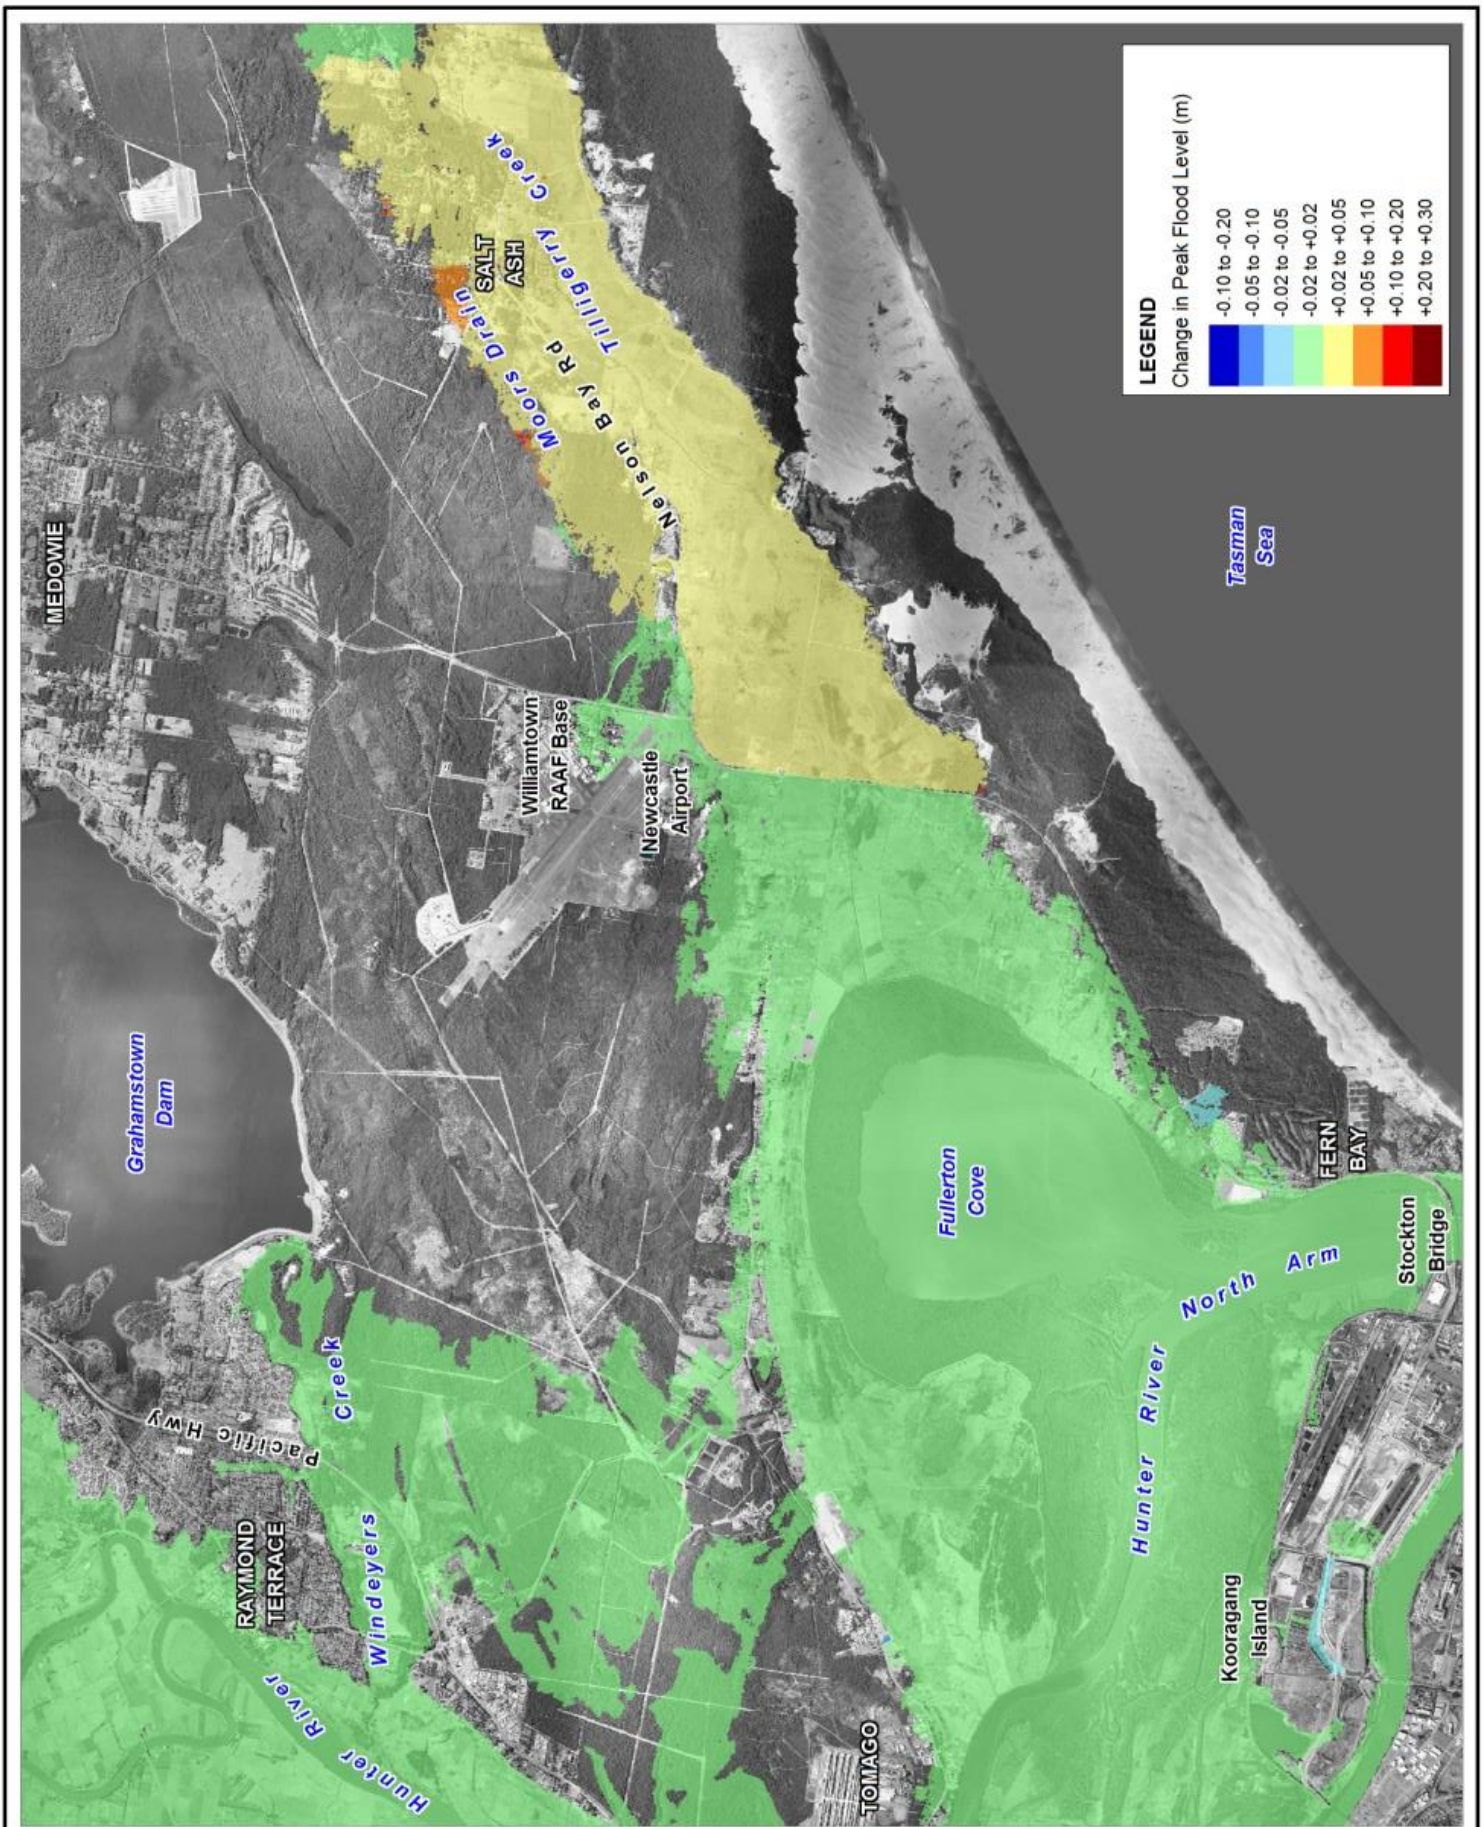 MEDOWIE
Grahamstown
Dam
Pacific Hwy
RAYMOND
TERRACE
Windeyers Creek
Hunter River
Williamtown
RAAF Base
Newcastle
Airport
Moors Drain
SALT
ASH
Tilligerry Creek
Nelson Bay Rd
Fullerton
Cove
TOMAGO
Hunter River
North Arm
Kooragang
Island
Stockton
Bridge
FERN
BAY
Tasman
Sea
LEGEND
Change in Peak Flood Level (m)
-0.10 to -0.20
-0.05 to -0.10
-0.02 to -0.05
-0.02 to +0.02
+0.02 to +0.05
+0.05 to +0.10
+0.10 to +0.20
+0.20 to +0.30